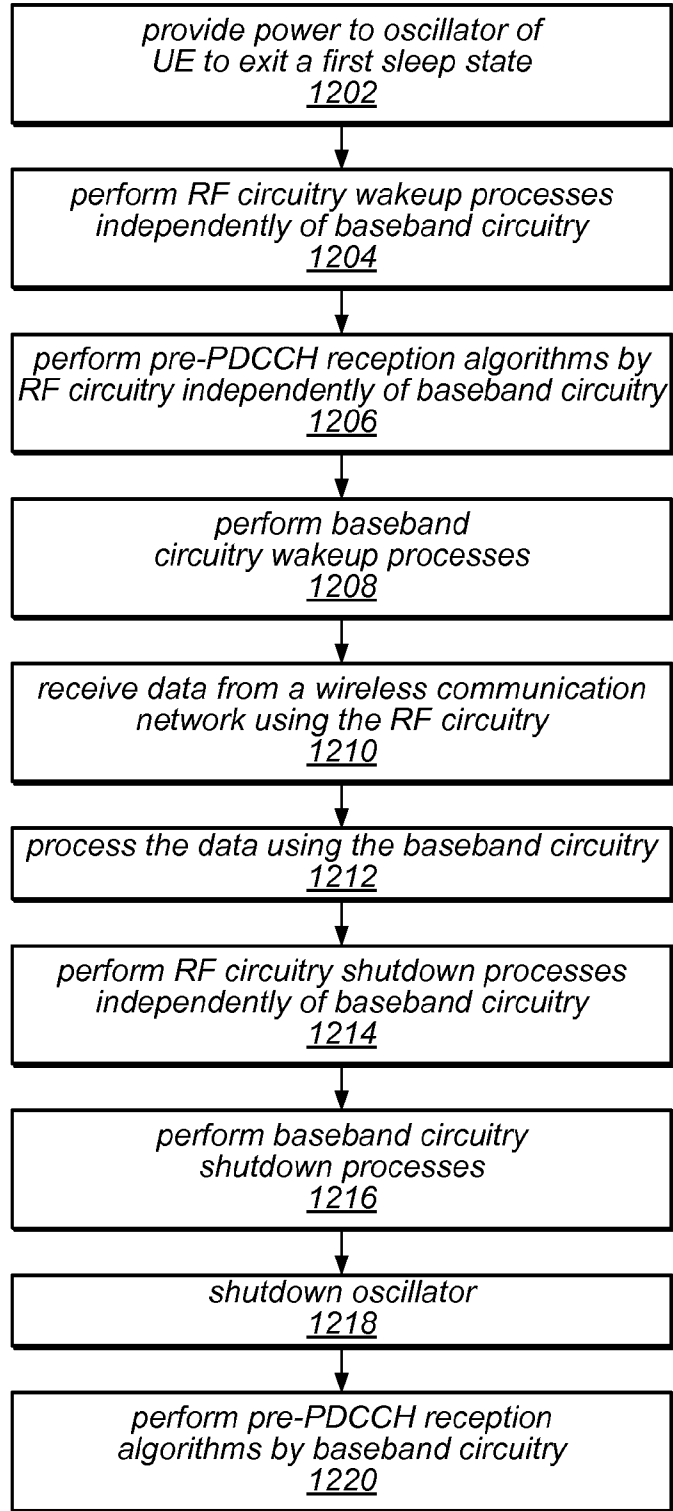 provide power to oscillator of
UE to exit a first sleep state
1202
perform RF circuitry wakeup processes
independently of baseband circuitry
1204
perform pre-PDCCH reception algorithms by
RF circuitry independently of baseband circuitry
1206
perform baseband
circuitry wakeup processes
1208
receive data from a wireless communication
network using the RF circuitry
1210
process the data using the baseband circuitry
1212
perform RF circuitry shutdown processes
independently of baseband circuitry
1214
perform baseband circuitry
shutdown processes
1216
shutdown oscillator
1218
perform pre-PDCCH reception
algorithms by baseband circuitry
1220